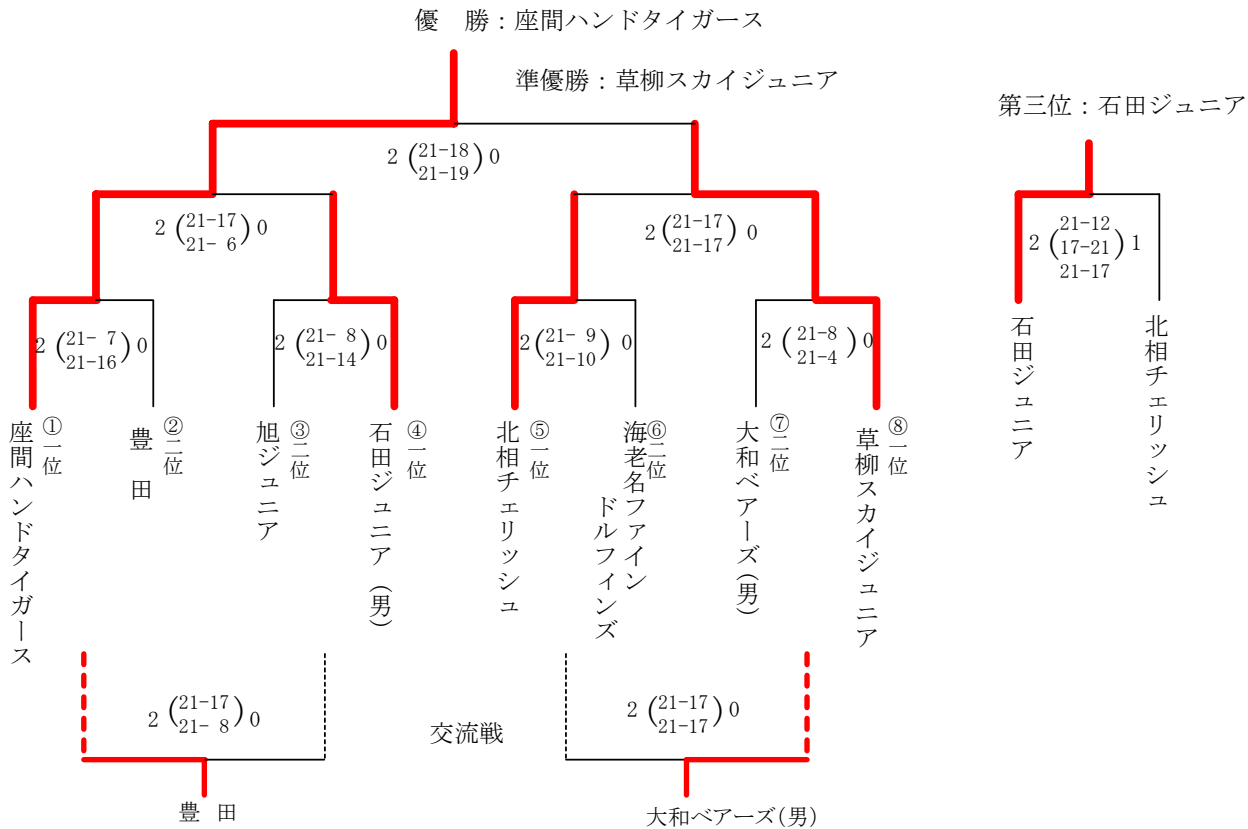 優　勝：座間ハンドタイガース
準優勝：草柳スカイジュニア
第三位：石田ジュニア
2 (21-18 21-19) 0
2 (21-17 21- 6) 0
2 (21-17 21-17) 0
2 (21-12 17-21 21-17) 1
2 (21- 7 21-16) 0
2 (21- 8 21-14) 0
2 (21- 9 21-10) 0
2 (21-8 21-4) 0
石田ジュニア
北相チェリッシュ
①一位
座間ハンドタイガース
②二位
豊　田
③二位
旭ジュニア
④一位
石田ジュニア(男)
⑤一位
北相チェリッシュ
⑥二位
海老名ファイン
ドルフィンズ
⑦二位
大和ベアーズ(男)
⑧一位
草柳スカイジュニア
2 (21-17 21- 8) 0
交流戦
2 (21-17 21-17) 0
豊　田
大和ベアーズ(男)